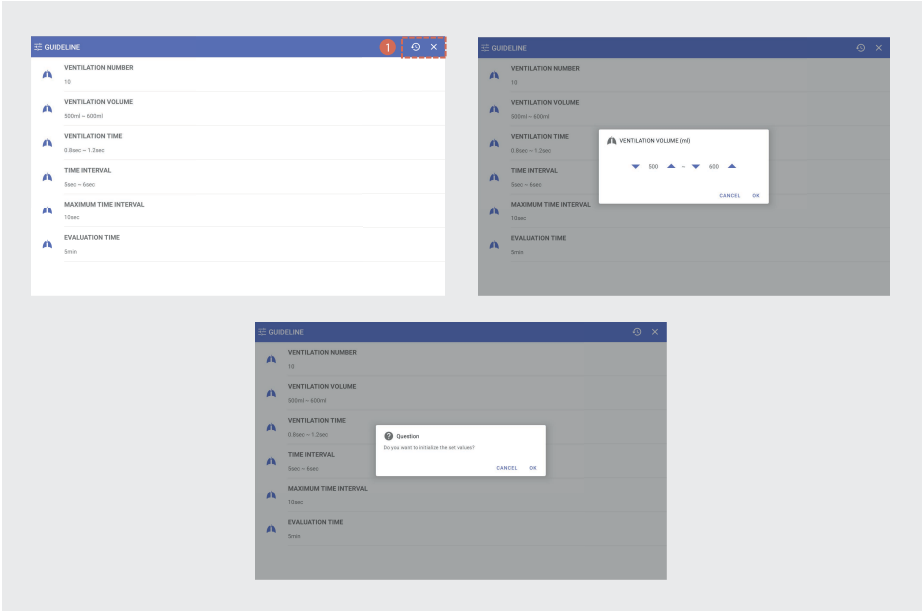 GUIDELINE
1
VENTILATION NUMBER
10
VENTILATION VOLUME
500ml ~ 600ml
VENTILATION TIME
0.8sec ~ 1.2sec
TIME INTERVAL
5sec ~ 6sec
MAXIMUM TIME INTERVAL
10sec
EVALUATION TIME
5min
GUIDELINE
VENTILATION NUMBER
10
VENTILATION VOLUME
500ml ~ 600ml
VENTILATION TIME
0.8sec ~ 1.2sec
TIME INTERVAL
5sec ~ 6sec
MAXIMUM TIME INTERVAL
10sec
EVALUATION TIME
5min
VENTILATION VOLUME (ml)
500 ~ 600
CANCEL OK
GUIDELINE
VENTILATION NUMBER
10
VENTILATION VOLUME
500ml ~ 600ml
VENTILATION TIME
0.8sec ~ 1.2sec
TIME INTERVAL
5sec ~ 6sec
MAXIMUM TIME INTERVAL
10sec
EVALUATION TIME
5min
? Question
Do you want to initialize the set values?
CANCEL OK